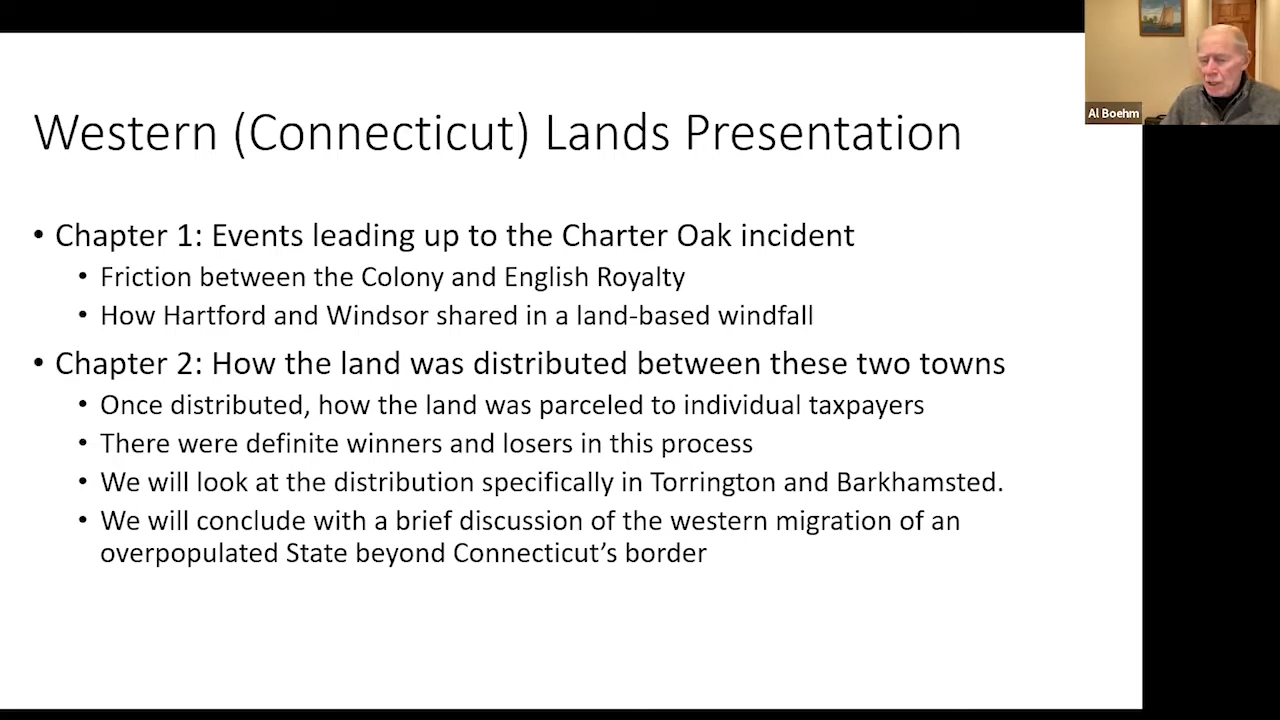 Western (Connecticut) Lands Presentation
• Chapter 1: Events leading up to the Charter Oak incident
• Friction between the Colony and English Royalty
• How Hartford and Windsor shared in a land-based windfall
• Chapter 2: How the land was distributed between these two towns
• Once distributed, how the land was parceled to individual taxpayers
• There were definite winners and losers in this process
• We will look at the distribution specifically in Torrington and Barkhamsted.
• We will conclude with a brief discussion of the western migration of an
overpopulated State beyond Connecticut’s border
Al Boehm